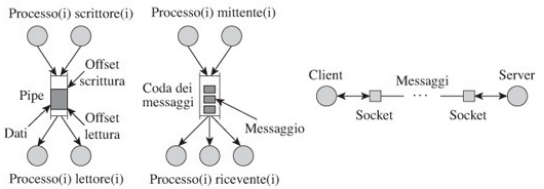 Processo(i) scrittore(i)
Offset
scrittura
Pipe
Dati
Offset
lettura
Processo(i) lettore(i)
Processo(i) mittente(i)
Coda dei
messaggi
Messaggio
Processo(i) ricevente(i)
Client
Messaggi
Server
...
Socket
Socket